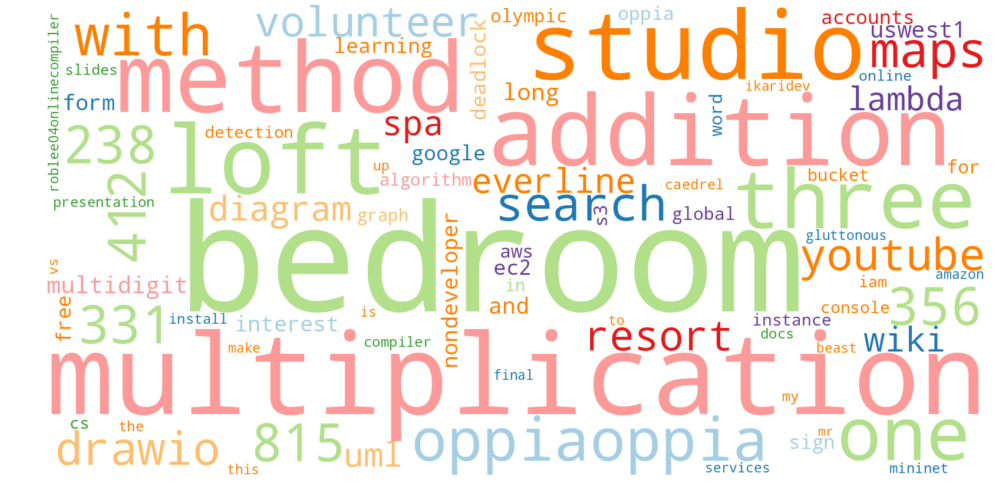 volunteer
olympic
oppia
accounts
with
learning
studio
uswest1
maps
slides
method
deadlock
online
ikaridev
form
long
word
lambda
roblee04onlinecompiler
238
detection
spa
addition
loft
google
for
up
algorithm
everline
caedrel
bucket
three
presentation
412
diagram
graph
search
s3
global
bedroom
nondeveloper
aws
ec2
gluttonous
youtube
vs
multidigit
in
amazon
iam
free
331
install
interest
is
and
to
instance
console
356
make
compiler
resort
docs
beast
wiki
multiplication
final
my
cs
the
drawio
815
uml
oppiaoppia
mr
sign
one
this
services
mininet